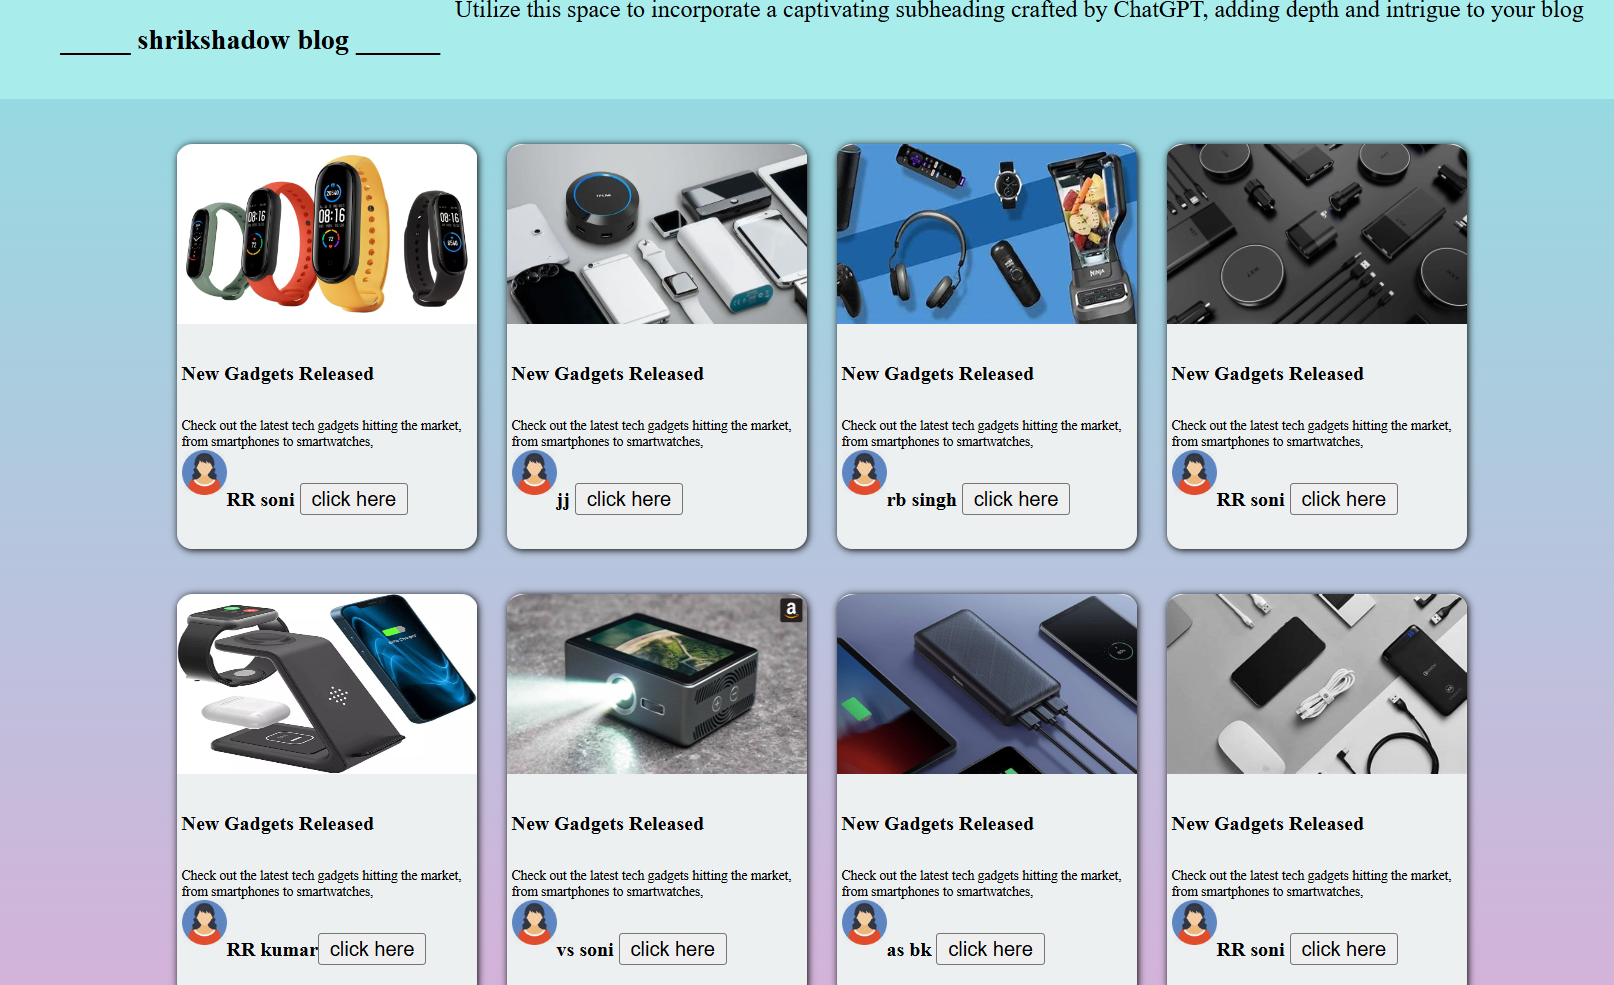 Utilize this space to incorporate a captivating subheading crafted by ChatGPT, adding depth and intrigue to your blog
_____ shrikshadow blog ______
08:16
08:16
08:16
08:16
New Gadgets Released
Check out the latest tech gadgets hitting the market,
from smartphones to smartwatches,
RR soni click here
New Gadgets Released
Check out the latest tech gadgets hitting the market,
from smartphones to smartwatches,
jj click here
NINJA
New Gadgets Released
Check out the latest tech gadgets hitting the market,
from smartphones to smartwatches,
rb singh click here
New Gadgets Released
Check out the latest tech gadgets hitting the market,
from smartphones to smartwatches,
RR soni click here
New Gadgets Released
Check out the latest tech gadgets hitting the market,
from smartphones to smartwatches,
RR kumar click here
a
New Gadgets Released
Check out the latest tech gadgets hitting the market,
from smartphones to smartwatches,
vs soni click here
New Gadgets Released
Check out the latest tech gadgets hitting the market,
from smartphones to smartwatches,
as bk click here
New Gadgets Released
Check out the latest tech gadgets hitting the market,
from smartphones to smartwatches,
RR soni click here